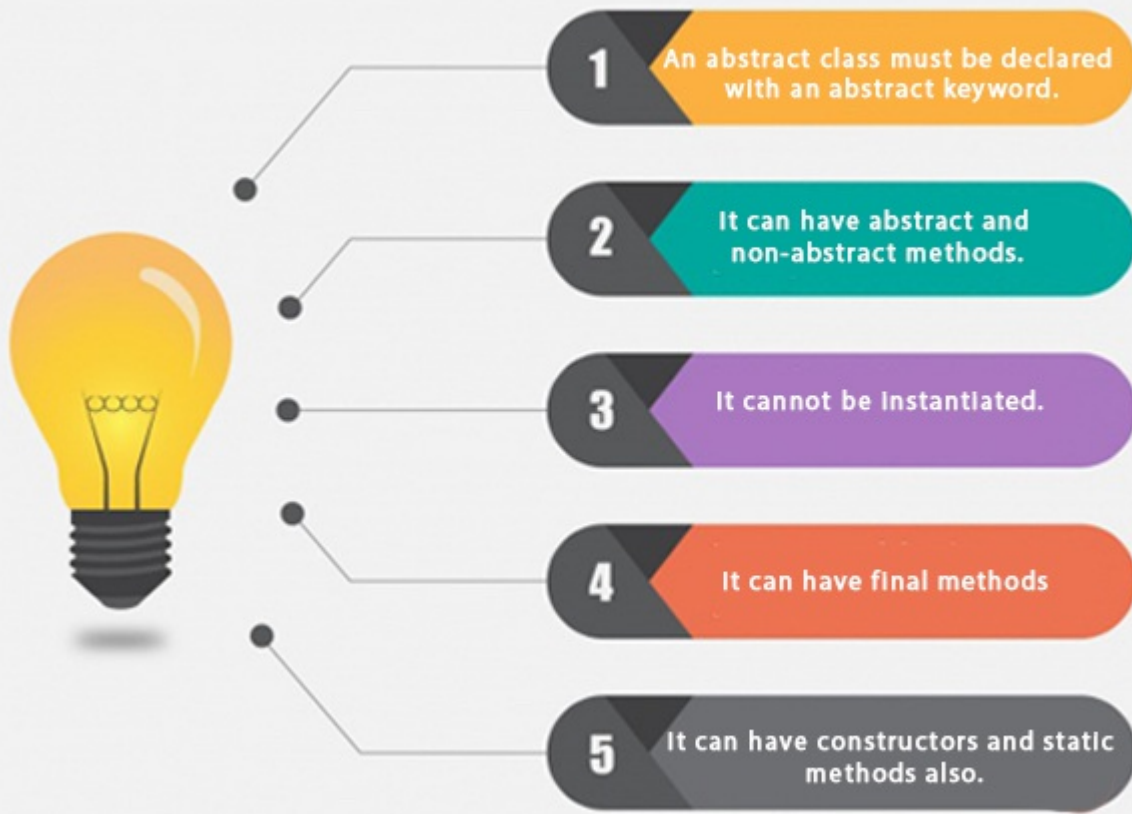 1
An abstract class must be declared
with an abstract keyword.
2
It can have abstract and
non-abstract methods.
3
It cannot be instantiated.
4
It can have final methods
5
It can have constructors and static
methods also.